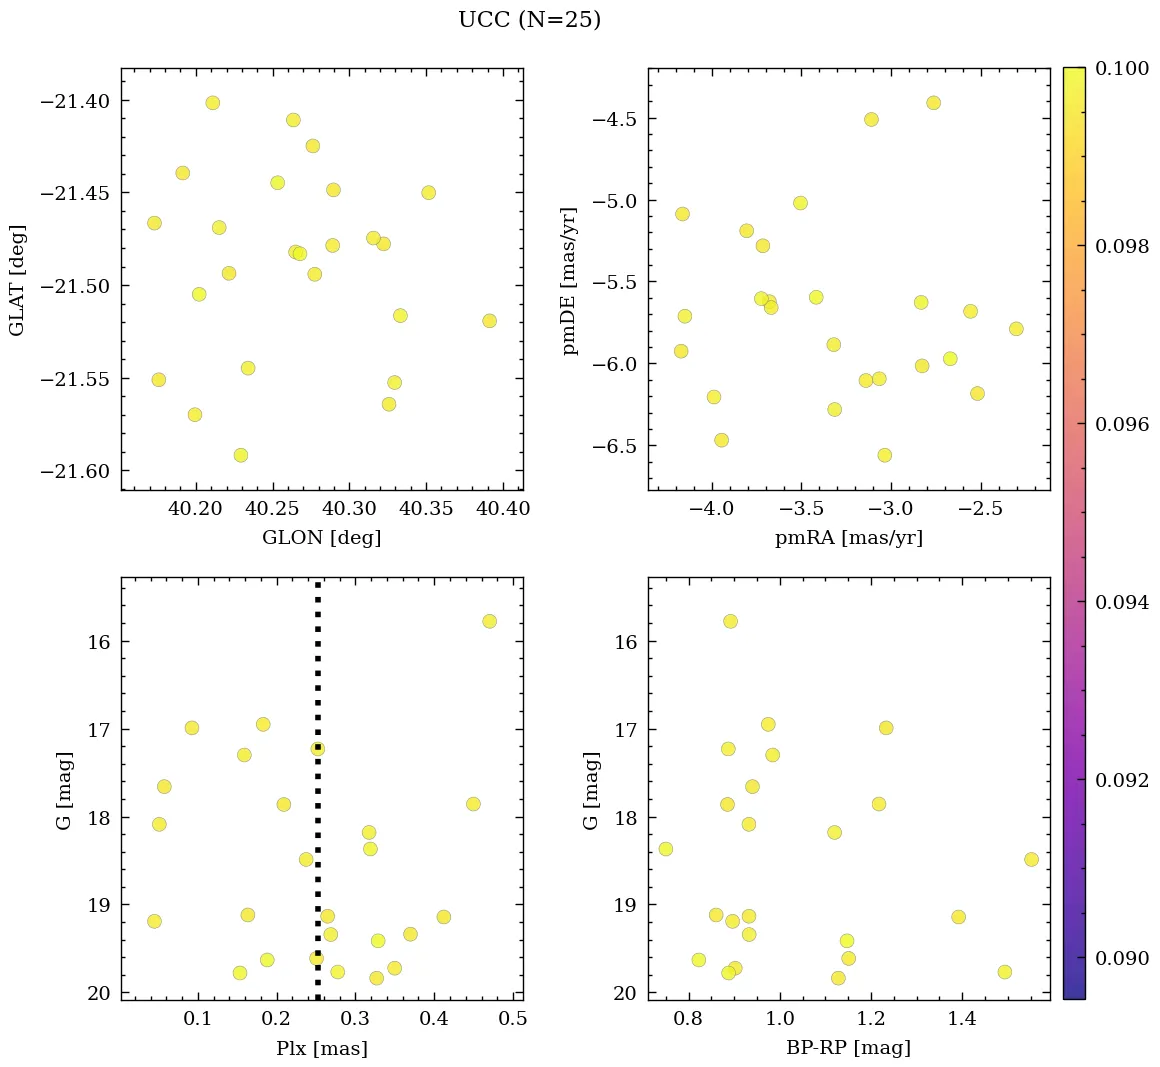 UCC (N=25)
−21.40
−21.45
−21.50
−21.55
−21.60
GLAT [deg]
40.20 40.25 40.30 40.35 40.40
GLON [deg]
−4.5
−5.0
−5.5
−6.0
−6.5
pmDE [mas/yr]
−4.0 −3.5 −3.0 −2.5
pmRA [mas/yr]
0.100
0.098
0.096
0.094
0.092
0.090
16
17
18
19
20
G [mag]
0.1 0.2 0.3 0.4 0.5
Plx [mas]
16
17
18
19
20
G [mag]
0.8 1.0 1.2 1.4
BP-RP [mag]